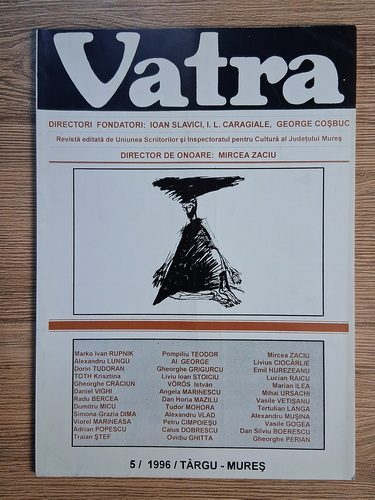 Vatra
DIRECTORI FONDATORI: IOAN SLAVICI, I. L. CARAGIALE, GEORGE COŞBUC
Revistă editată de Uniunea Scriitorilor şi Inspectoratul pentru Cultură al Judeţului Mureş
DIRECTOR DE ONOARE: MIRCEA ZACIU
Marko Ivan RUPNIK
Alexandru LUNGU
Dorin TUDORAN
TÓTH Krisztina
Gheorghe CRĂCIUN
Daniel VIGHI
Radu BERCEA
Dumitru MICU
Simona-Grazia DIMA
Viorel MARINEASA
Adrian POPESCU
Traian ŞTEF
Pompiliu TEODOR
Al. GEORGE
Gheorghe GRIGURCU
Liviu Ioan STOICIU
VÖRÖS István
Angela MARINESCU
Dan Horia MAZILU
Tudor MOHORA
Alexandru VLAD
Petru CIMPOEŞU
Caius DOBRESCU
Ovidiu GHITTA
Mircea ZACIU
Livius CIOCÂRLIE
Emil HUREZEANU
Lucian RAICU
Marian ILEA
Mihai URSACHI
Vasile VETIŞANU
Tertulian LANGA
Alexandru MUŞINA
Vasile GOGEA
Dan Silviu BOERESCU
Gheorghe PERIAN
5 / 1996 / TÂRGU - MUREŞ